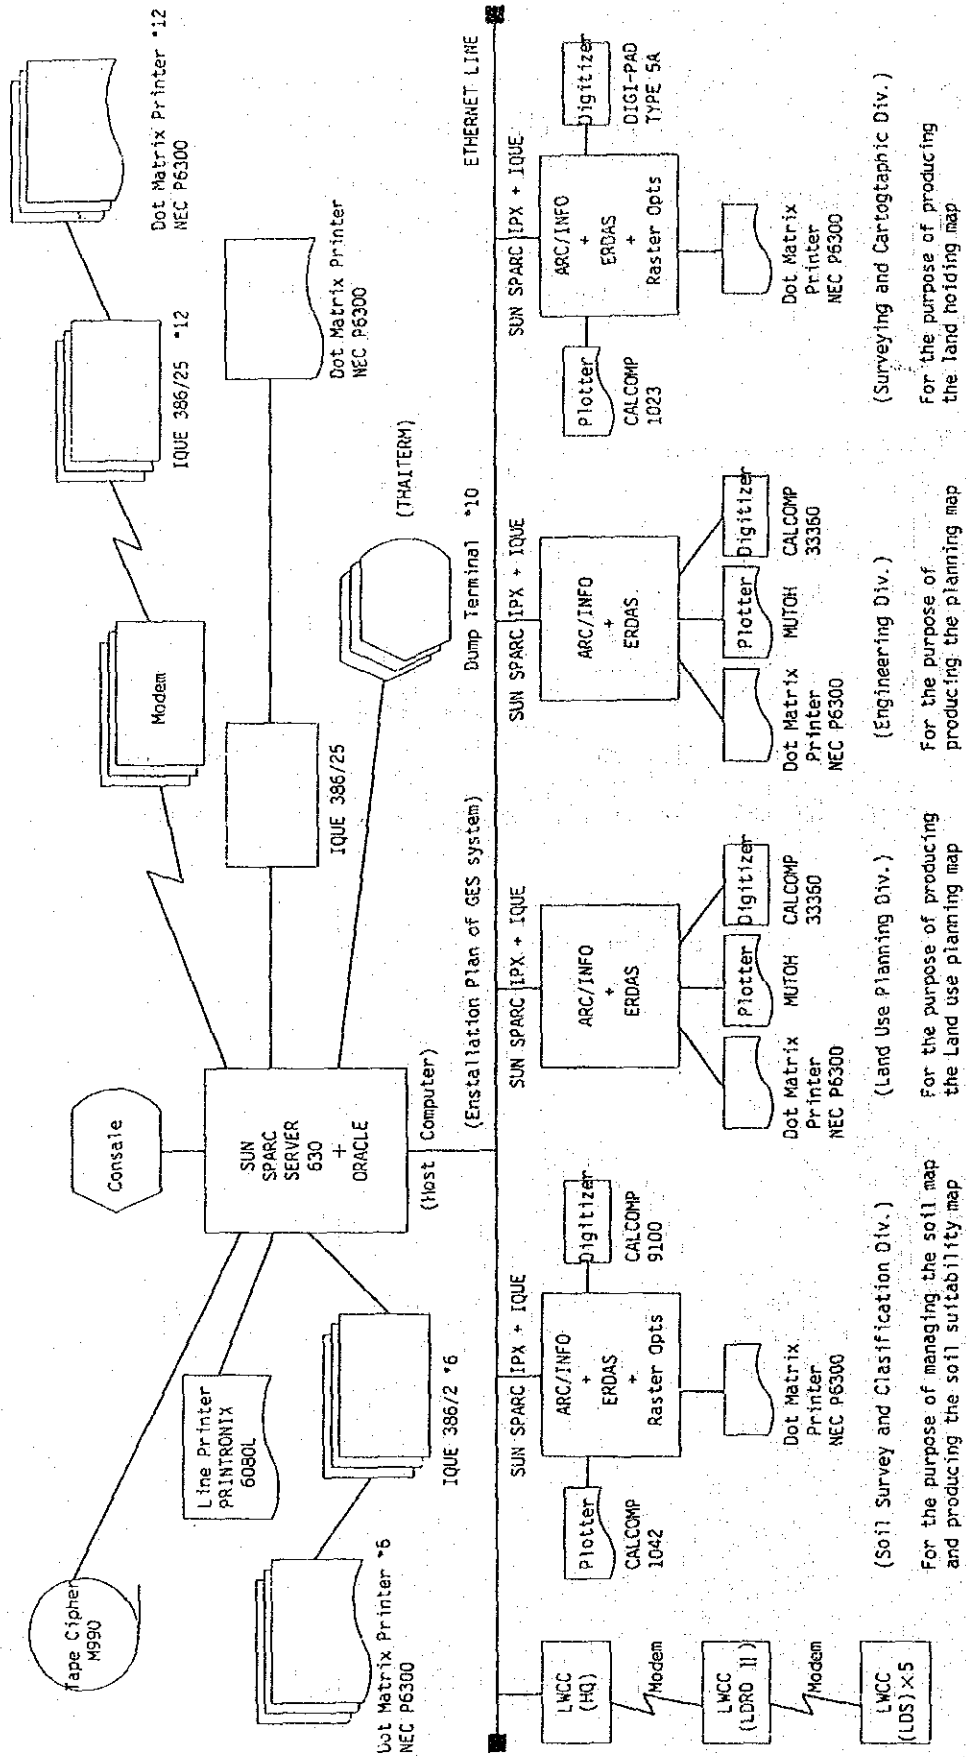 Tape Cipher
M990
Line Printer
PRINTRONIX
6080L
Dot Matrix Printer *6
NEC P6300
IQUE 386/2 *6
Consale
SUN
SPARC
SERVER
630
+
ORACLE
(Host Computer)
Modem
IQUE 386/25 *12
Dot Matrix Printer *12
NEC P6300
IQUE 386/25
Dot Matrix Printer
NEC P6300
(THAITERM)
Dump Terminal *10
(Enstallation Plan of GES system)
ETHERNET LINE
LWCC
(HQ)
Modem
LWCC
(LDRO II)
Modem
LWCC
(LDS)×5
SUN SPARC IPX + IQUE
ARC/INFO
+
ERDAS
+
Raster Opts
Plotter
CALCOMP
1042
Digitizer
CALCOMP
9100
Dot Matrix
Printer
NEC P6300
(Soil Survey and Clasification Div.)
For the purpose of managing the soil map
and producing the soil suitability map
SUN SPARC IPX + IQUE
ARC/INFO
+
ERDAS
Dot Matrix
Printer
NEC P6300
Plotter
MUTOH
Digitizer
CALCOMP
33360
(Land Use Planning Div.)
For the purpose of producing
the Land use planning map
SUN SPARC IPX + IQUE
ARC/INFO
+
ERDAS
Dot Matrix
Printer
NEC P6300
Plotter
MUTOH
Digitizer
CALCOMP
33360
(Engineering Div.)
For the purpose of
producing the planning map
SUN SPARC IPX + IQUE
ARC/INFO
+
ERDAS
+
Raster Opts
Plotter
CALCOMP
1023
Digitizer
DIGI-PAD
TYPE 5A
Dot Matrix
Printer
NEC P6300
(Surveying and Cartogtaphic Div.)
For the purpose of producing
the land holding map